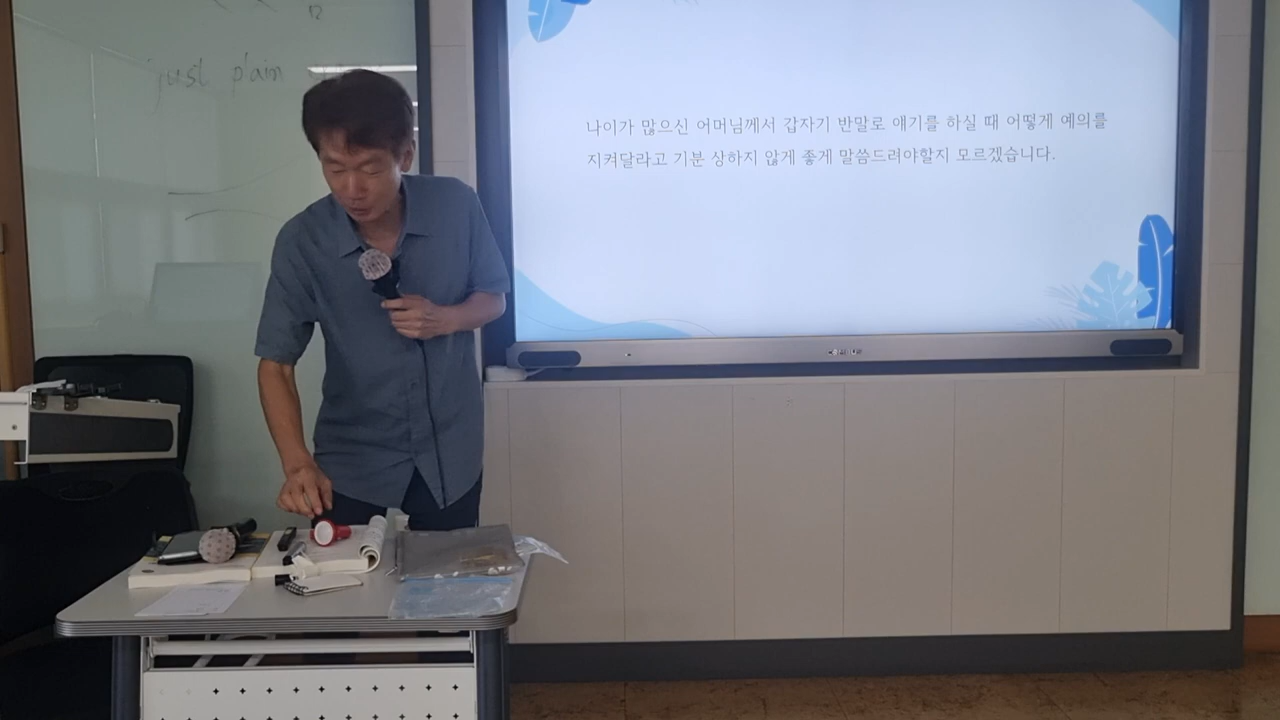 just plain
나이가 많으신 어머님께서 갑자기 반말로 얘기를 하실 때 어떻게 예의를
지켜달라고 기분 상하지 않게 좋게 말씀드려야할지 모르겠습니다.